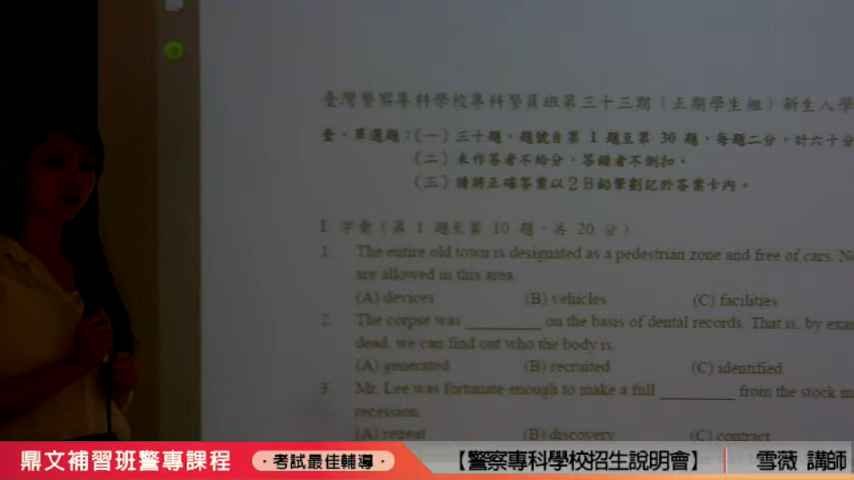 臺灣警察專科學校專科警員班第三十三期（正期學生組）新生入學
壹、單選題：（一）三十題，題號自第 1 題至第 30 題，每題二分，計六十分
（二）未作答者不給分，答錯者不倒扣。
（三）請將正確答案以2B鉛筆劃記於答案卡內。
I 字彙（第 1 題至第 10 題，共 20 分）
1. The entire old town is designated as a pedestrian zone and free of cars. No
are allowed in this area.
(A) devices (B) vehicles (C) facilities
2. The corpse was ________ on the basis of dental records. That is, by exa
dead, we can find out who the body is.
(A) generated (B) recruited (C) identified
3. Mr. Lee was fortunate enough to make a full ________ from the stock m
recession.
(A) retreat (B) discovery (C) contract
鼎文補習班警專課程 ·考試最佳輔導· 【警察專科學校招生說明會】 雪薇 講師